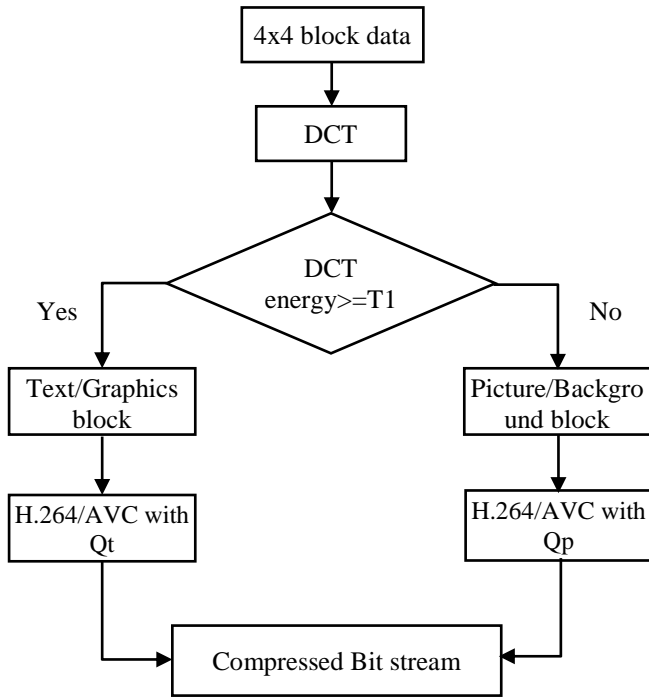 4x4 block data
DCT
DCT
energy>=T1
Yes
No
Text/Graphics
block
Picture/Backgro
und block
H.264/AVC with
Qt
H.264/AVC with
Qp
Compressed Bit stream